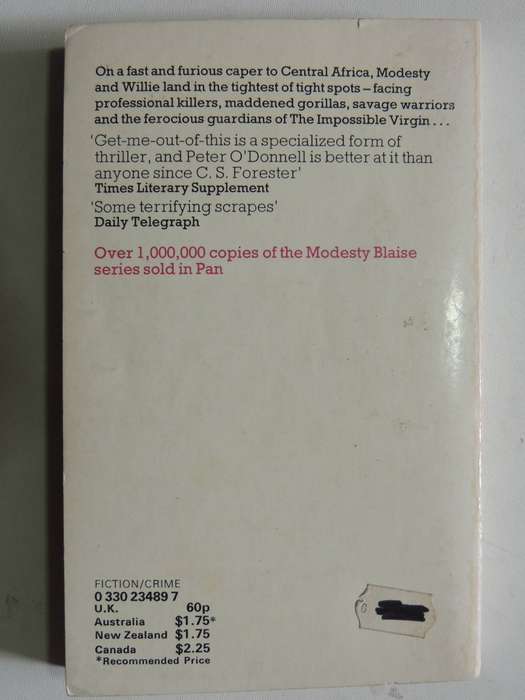 On a fast and furious caper to Central Africa, Modesty
and Willie land in the tightest of tight spots – facing
professional killers, maddened gorillas, savage warriors
and the ferocious guardians of The Impossible Virgin . . .
'Get-me-out-of-this is a specialized form of
thriller, and Peter O'Donnell is better at it than
anyone since C. S. Forester'
Times Literary Supplement
'Some terrifying scrapes'
Daily Telegraph
Over 1,000,000 copies of the Modesty Blaise
series sold in Pan
FICTION/CRIME
0 330 23489 7
U.K. 60p
Australia $1.75*
New Zealand $1.75
Canada $2.25
*Recommended Price